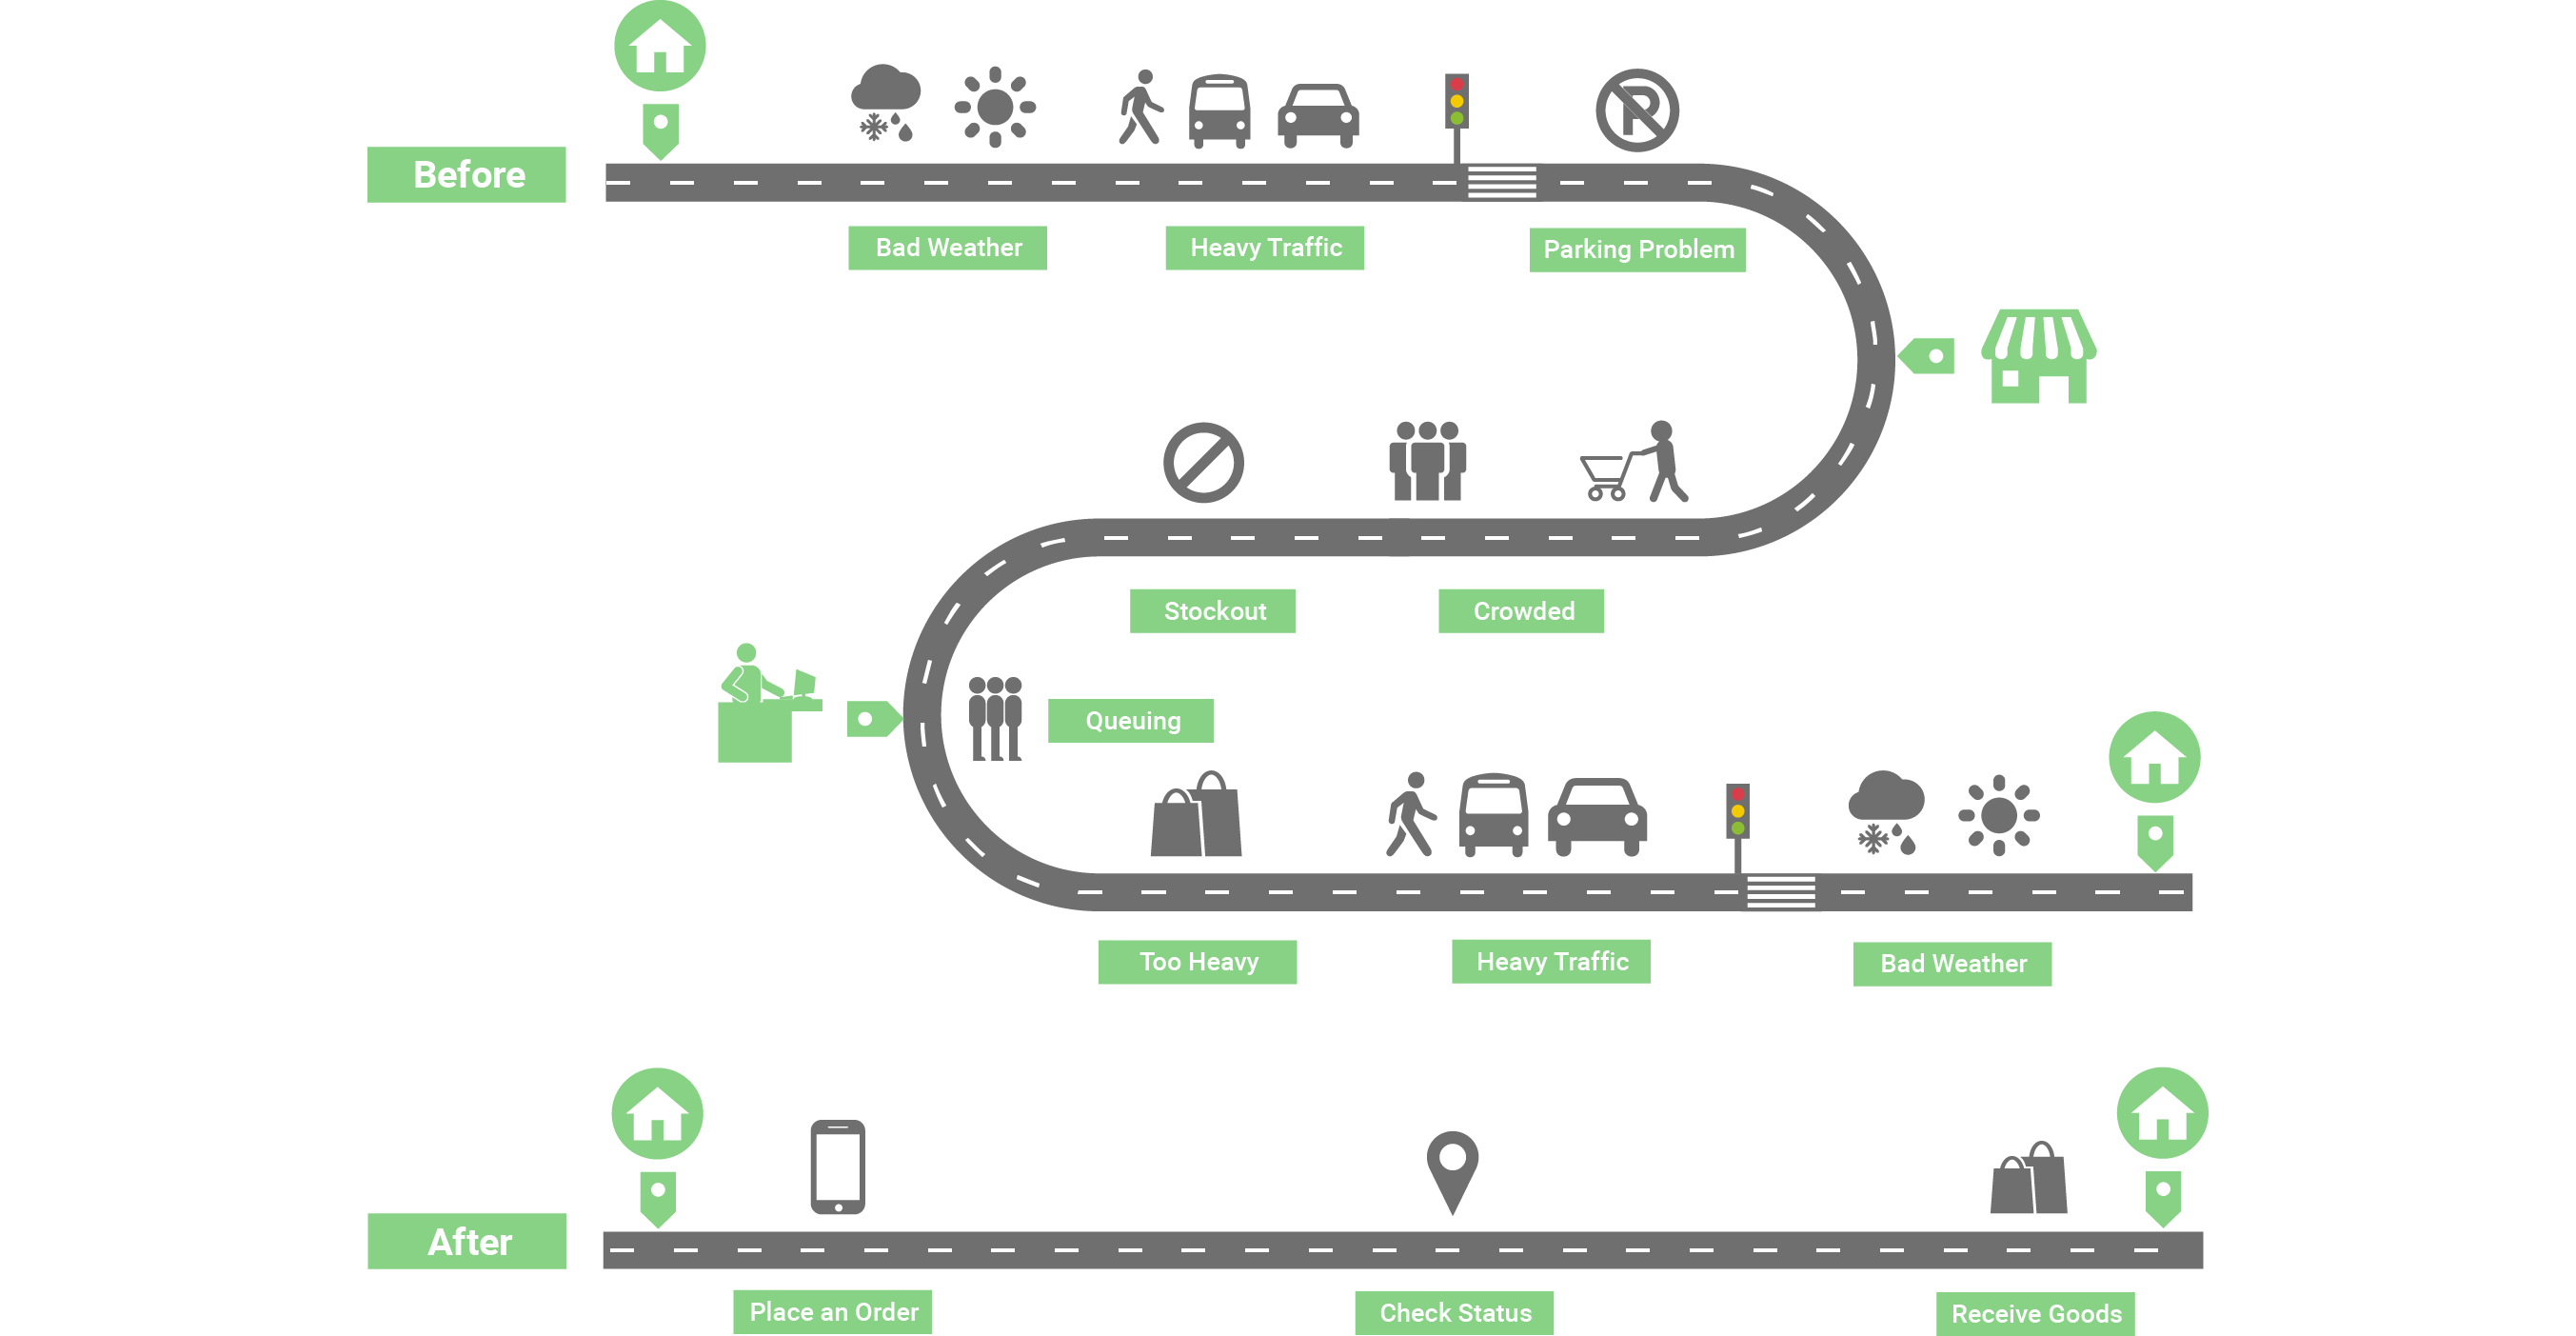 Before
Bad Weather
Heavy Traffic
P
Parking Problem
Stockout
Crowded
Queuing
Too Heavy
Heavy Traffic
Bad Weather
After
Place an Order
Check Status
Receive Goods